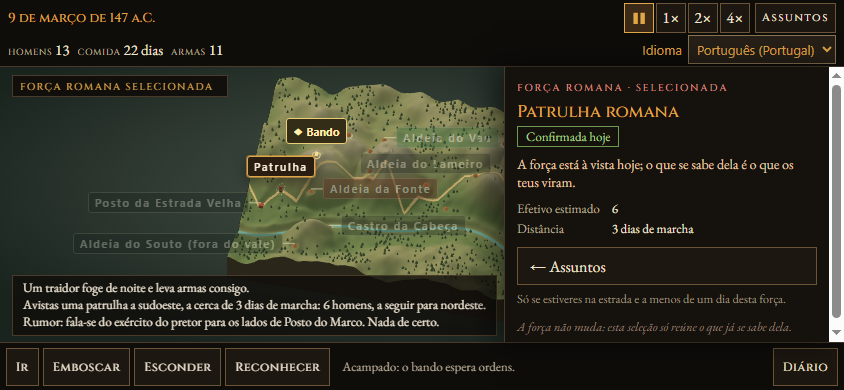 9 DE MARÇO DE 147 A.C.
1× 2× 4× ASSUNTOS
HOMENS 13 COMIDA 22 dias ARMAS 11
Idioma Português (Portugal)
FORÇA ROMANA SELECIONADA
Bando
Aldeia do Vau
Patrulha
Aldeia do Lameiro
Aldeia da Fonte
Posto da Estrada Velha
Castro da Cabeça
Aldeia do Souto (fora do vale)
Um traidor foge de noite e leva armas consigo.
Avistas uma patrulha a sudoeste, a cerca de 3 dias de marcha: 6 homens, a seguir para nordeste.
Rumor: fala-se do exército do pretor para os lados de Posto do Marco. Nada de certo.
FORÇA ROMANA · SELECIONADA
PATRULHA ROMANA
Confirmada hoje
A força está à vista hoje; o que se sabe dela é o que os
teus viram.
Efetivo estimado 6
Distância 3 dias de marcha
← Assuntos
Só se estiveres na estrada e a menos de um dia desta força.
A força não muda: esta seleção só reúne o que já se sabe dela.
IR EMBOSCAR ESCONDER RECONHECER Acampado: o bando espera ordens. DIÁRIO